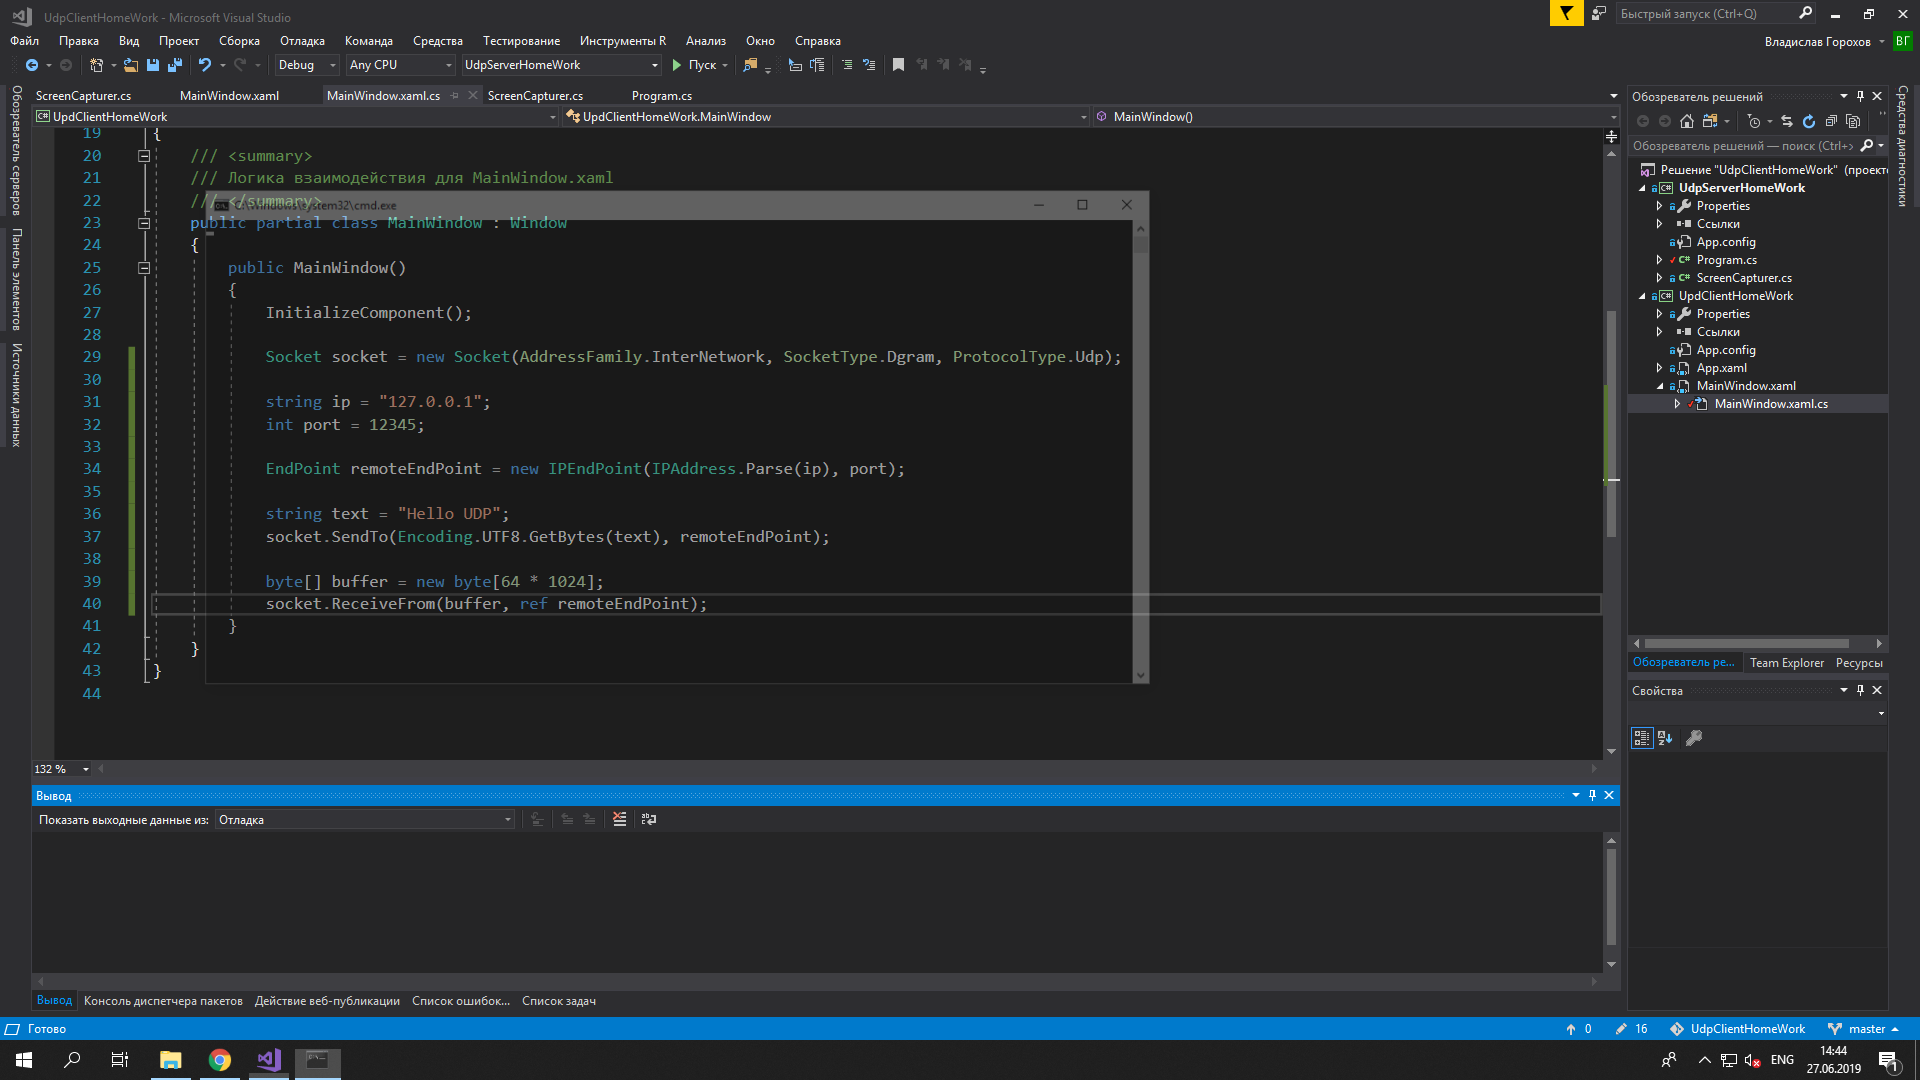 UdpClientHomeWork - Microsoft Visual Studio
Быстрый запуск (Ctrl+Q)
Файл Правка Вид Проект Сборка Отладка Команда Средства Тестирование Инструменты R Анализ Окно Справка
Владислав Горохов ВГ
Debug Any CPU UdpServerHomeWork Пуск
ScreenCapturer.cs MainWindow.xaml MainWindow.xaml.cs ScreenCapturer.cs Program.cs
UpdClientHomeWork UpdClientHomeWork.MainWindow MainWindow()
Обозреватель серверов
Панель элементов
Источники данных
19 {
20 /// <summary>
21 /// Логика взаимодействия для MainWindow.xaml
22 /// </summary>
C:\Windows\system32\cmd.exe
23 public partial class MainWindow : Window
24 {
25 public MainWindow()
26 {
27 InitializeComponent();
28
29 Socket socket = new Socket(AddressFamily.InterNetwork, SocketType.Dgram, ProtocolType.Udp);
30
31 string ip = "127.0.0.1";
32 int port = 12345;
33
34 EndPoint remoteEndPoint = new IPEndPoint(IPAddress.Parse(ip), port);
35
36 string text = "Hello UDP";
37 socket.SendTo(Encoding.UTF8.GetBytes(text), remoteEndPoint);
38
39 byte[] buffer = new byte[64 * 1024];
40 socket.ReceiveFrom(buffer, ref remoteEndPoint);
41 }
42 }
43 }
44
132 %
Вывод
Показать выходные данные из: Отладка
Вывод Консоль диспетчера пакетов Действие веб-публикации Список ошибок... Список задач
Обозреватель решений
Обозреватель решений — поиск (Ctrl+
Решение "UdpClientHomeWork" (проекто
UdpServerHomeWork
Properties
Ссылки
App.config
Program.cs
ScreenCapturer.cs
UpdClientHomeWork
Properties
Ссылки
App.config
App.xaml
MainWindow.xaml
MainWindow.xaml.cs
Обозреватель ре... Team Explorer Ресурсы
Свойства
Средства диагностики
Готово
0 16 UdpClientHomeWork master
ENG
14:44
27.06.2019
1